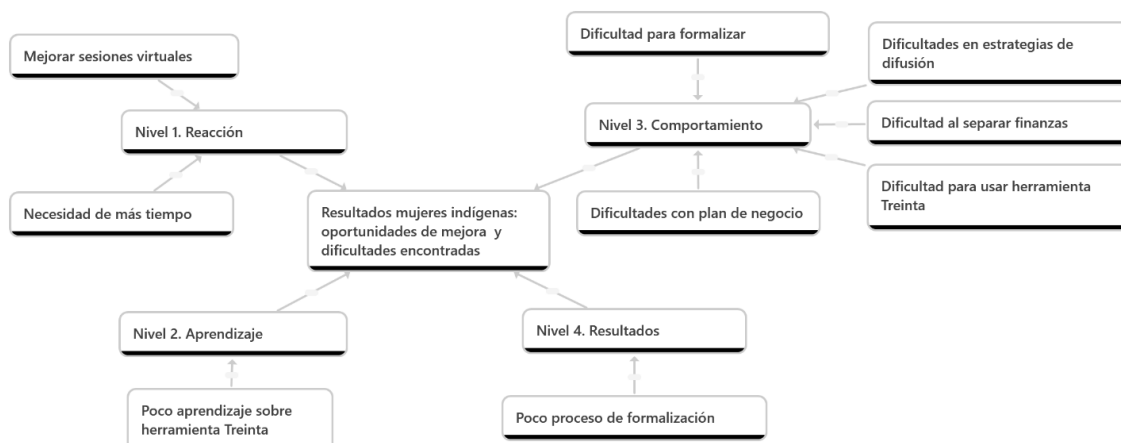 Dificultad para formalizar
Mejorar sesiones virtuales
Dificultades en estrategias de
difusión
Nivel 1. Reacción
Nivel 3. Comportamiento
Dificultad al separar finanzas
Necesidad de más tiempo
Resultados mujeres indígenas:
oportunidades de mejora y
dificultades encontradas
Dificultades con plan de negocio
Dificultad para usar herramienta
Treinta
Nivel 2. Aprendizaje
Nivel 4. Resultados
Poco aprendizaje sobre
herramienta Treinta
Poco proceso de formalización